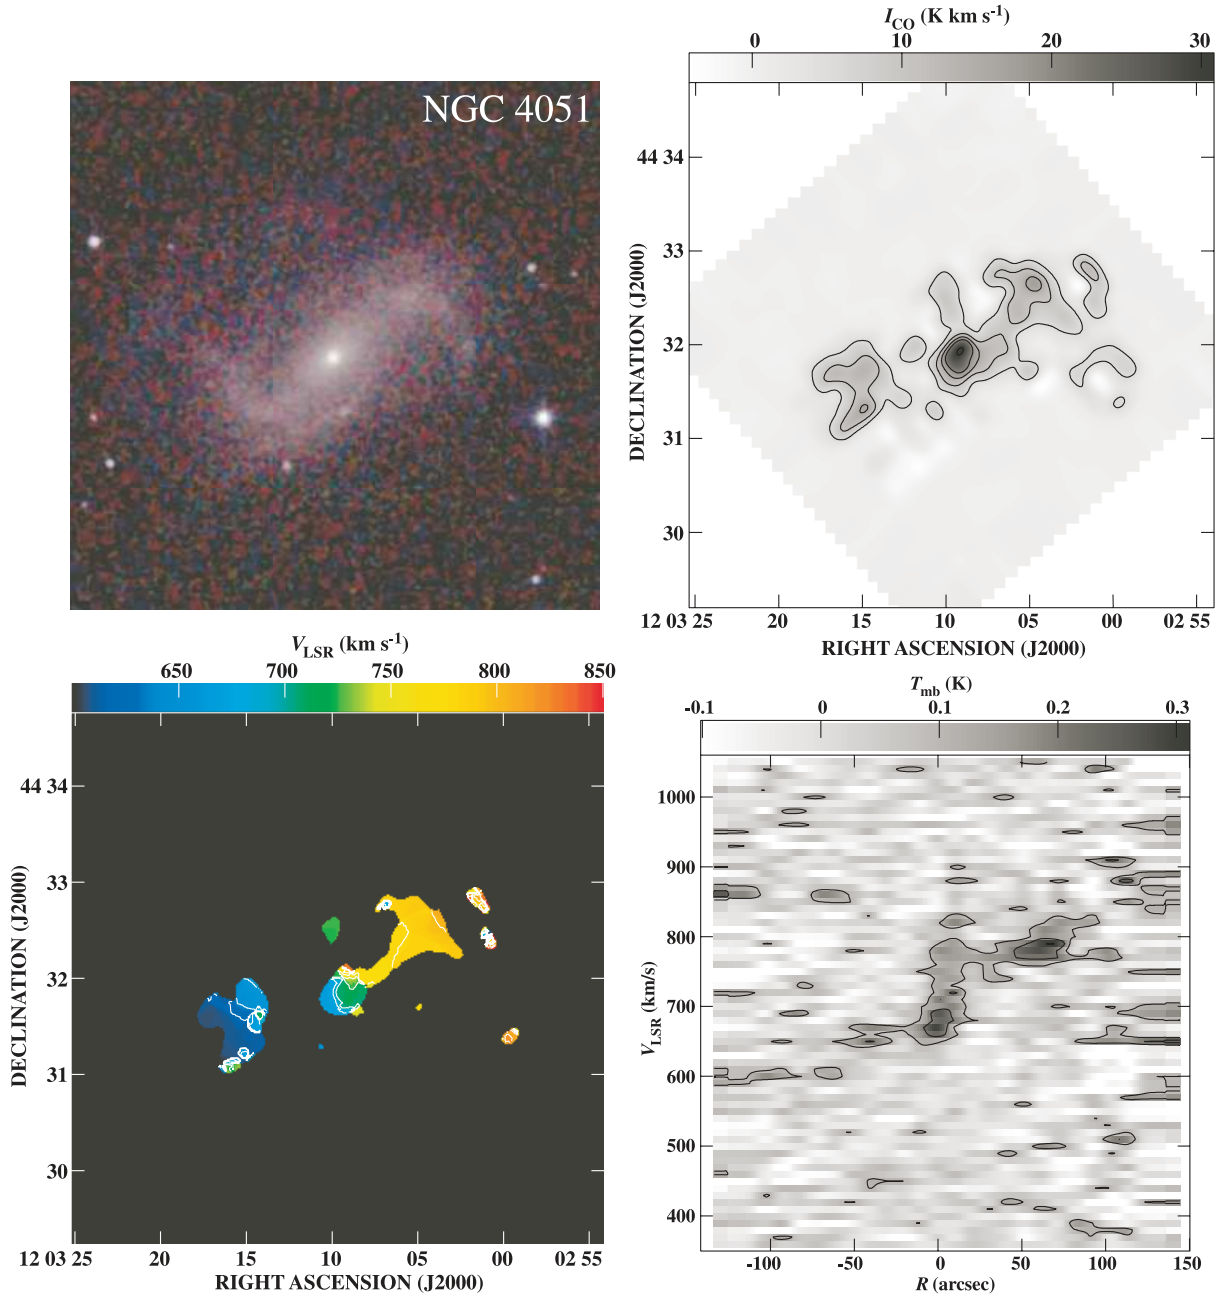 NGC 4051
I_CO (K km s⁻¹)
0 10 20 30
44 34
33
32
31
30
DECLINATION (J2000)
12 03 25 20 15 10 05 00 02 55
RIGHT ASCENSION (J2000)
V_LSR (km s⁻¹)
650 700 750 800 850
44 34
33
32
31
30
DECLINATION (J2000)
12 03 25 20 15 10 05 00 02 55
RIGHT ASCENSION (J2000)
T_mb (K)
-0.1 0 0.1 0.2 0.3
1000
900
800
700
600
500
400
V_LSR (km/s)
-100 -50 0 50 100 150
R (arcsec)